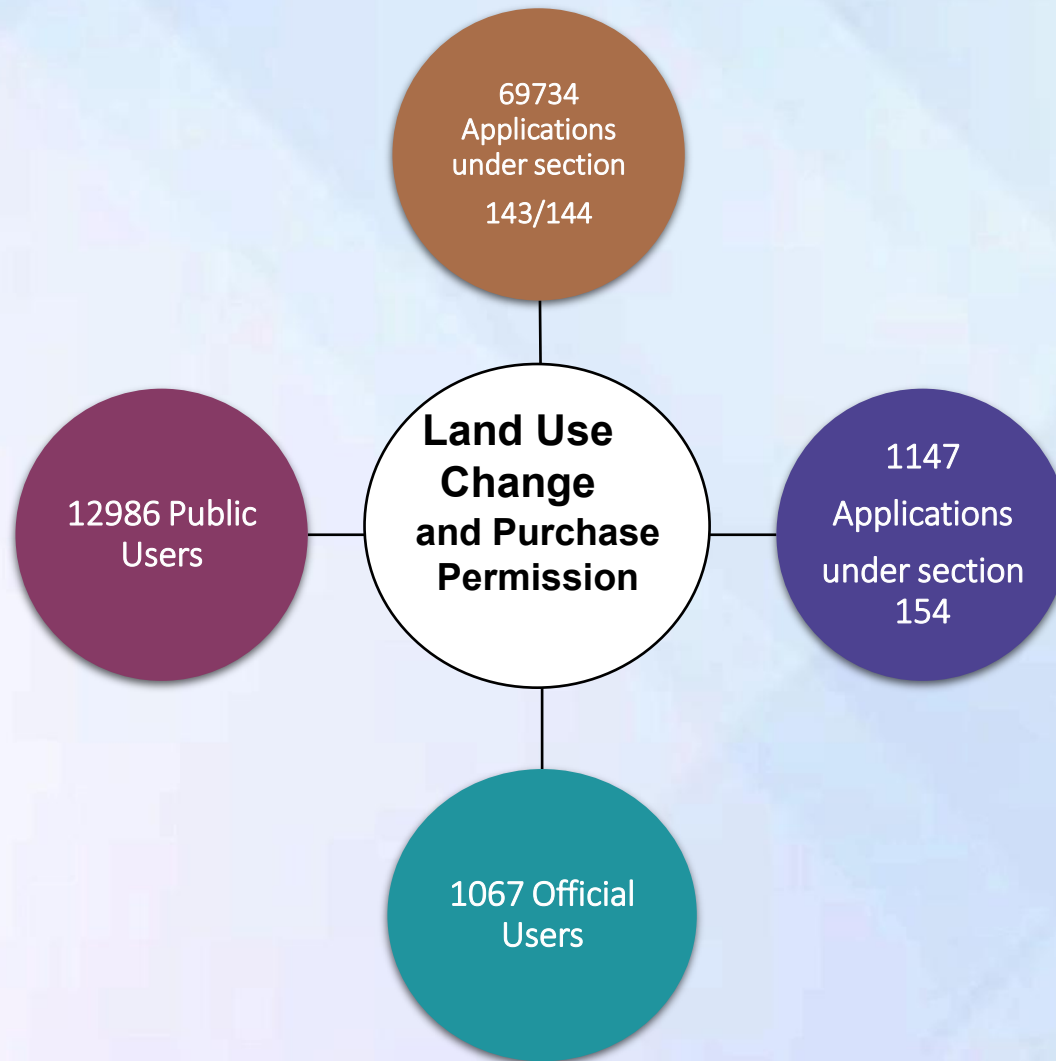 69734
Applications
under section
143/144
12986 Public
Users
Land Use
Change
and Purchase
Permission
1147
Applications
under section
154
1067 Official
Users